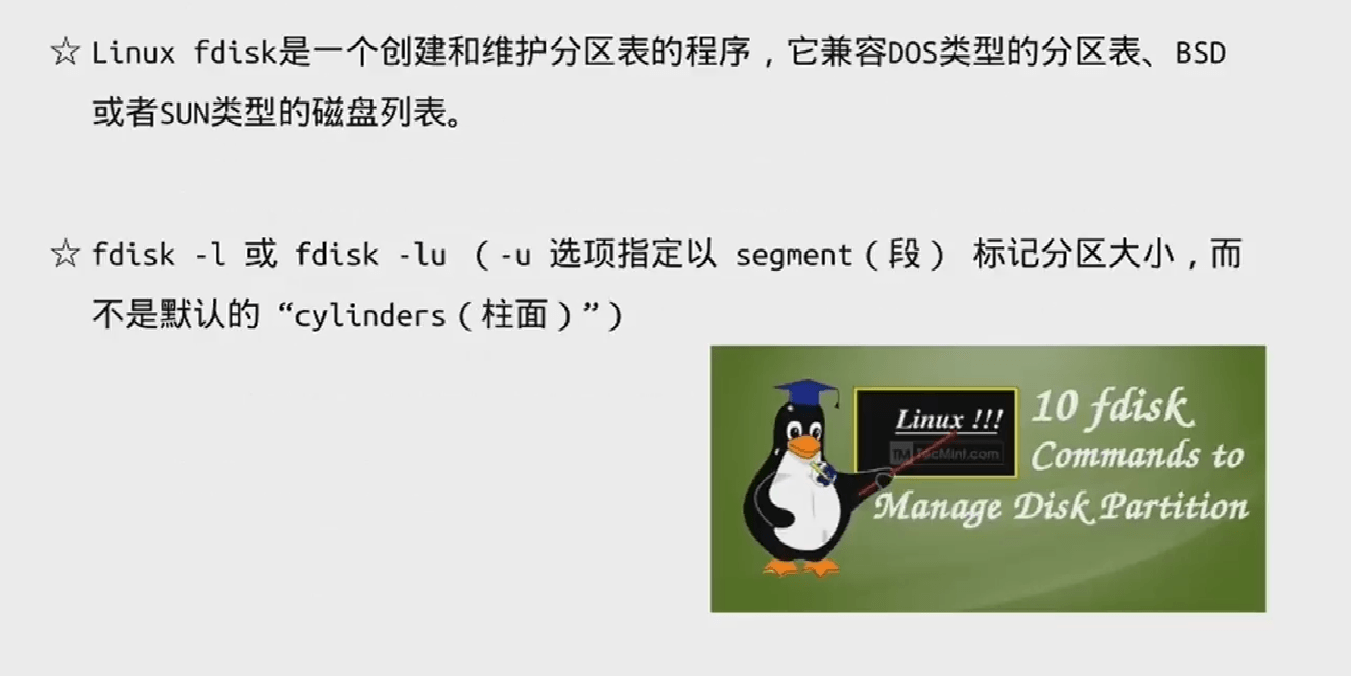 ☆ Linux fdisk是一个创建和维护分区表的程序，它兼容DOS类型的分区表、BSD
或者SUN类型的磁盘列表。
☆ fdisk -l 或 fdisk -lu （-u 选项指定以 segment（段） 标记分区大小，而
不是默认的 “cylinders（柱面）”）
Linux !!!
TM TecMint.com
10 fdisk
Commands to
Manage Disk Partition